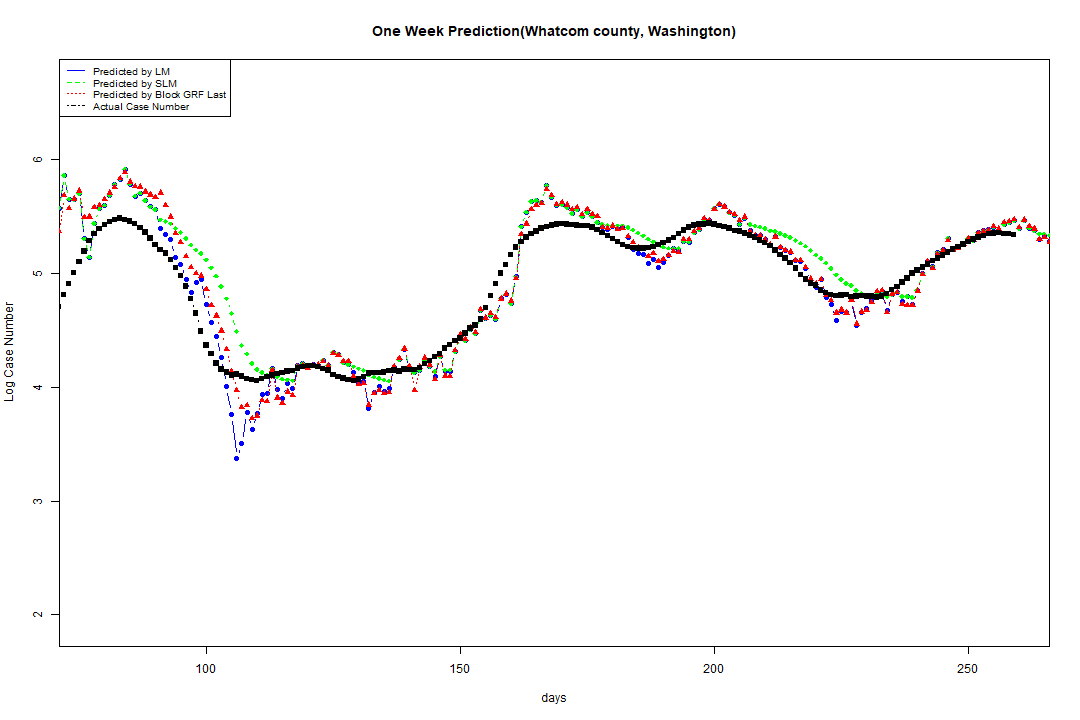 One Week Prediction(Whatcom county, Washington)
Predicted by LM
Predicted by SLM
Predicted by Block GRF Last
Actual Case Number
6
5
4
3
2
Log Case Number
100 150 200 250
days